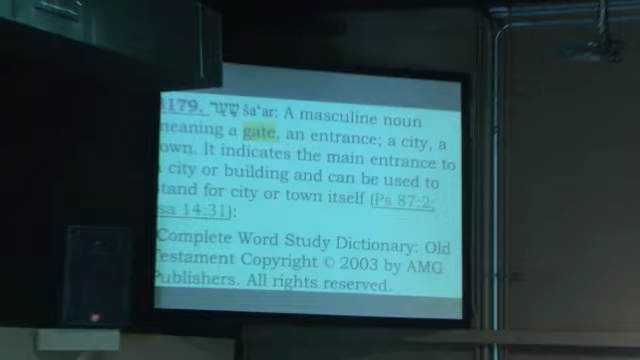 179. שַׁעַר ša‘ar: A masculine noun
meaning a gate, an entrance; a city, a
own. It indicates the main entrance to
city or building and can be used to
tand for city or town itself (Ps 87:2;
sa 14:31):
Complete Word Study Dictionary: Old
Testament Copyright © 2003 by AMG
Publishers. All rights reserved.